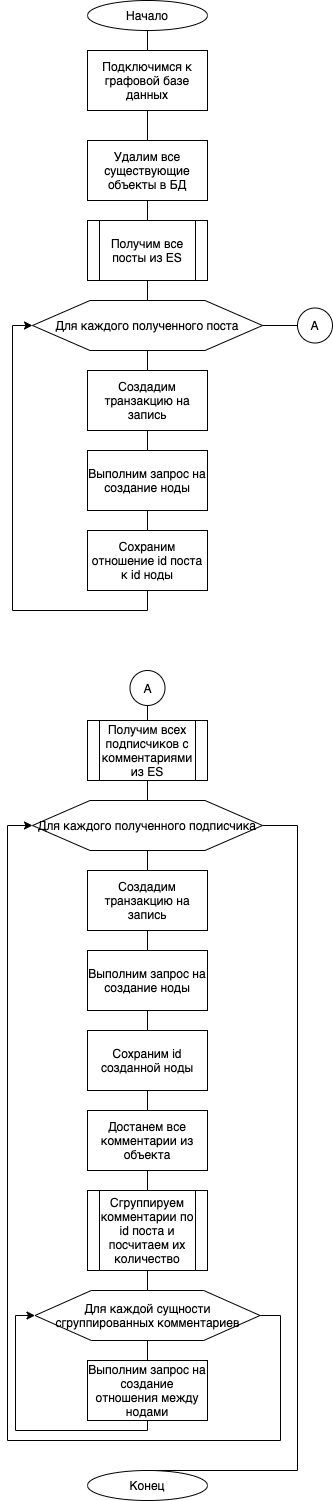 Начало
Подключимся к
графовой базе
данных
Удалим все
существующие
объекты в БД
Получим все
посты из ES
Для каждого полученного поста
A
Создадим
транзакцию на
запись
Выполним запрос на
создание ноды
Сохраним
отношение id поста
к id ноды
A
Получим всех
подписчиков с
комментариями
из ES
Для каждого полученного подписчика
Создадим
транзакцию на
запись
Выполним запрос на
создание ноды
Сохраним id
созданной ноды
Достанем все
комментарии из
объекта
Сгруппируем
комментарии по
id поста и
посчитаем их
количество
Для каждой сущности
сгруппированных комментариев
Выполним запрос на
создание
отношения между
нодами
Конец